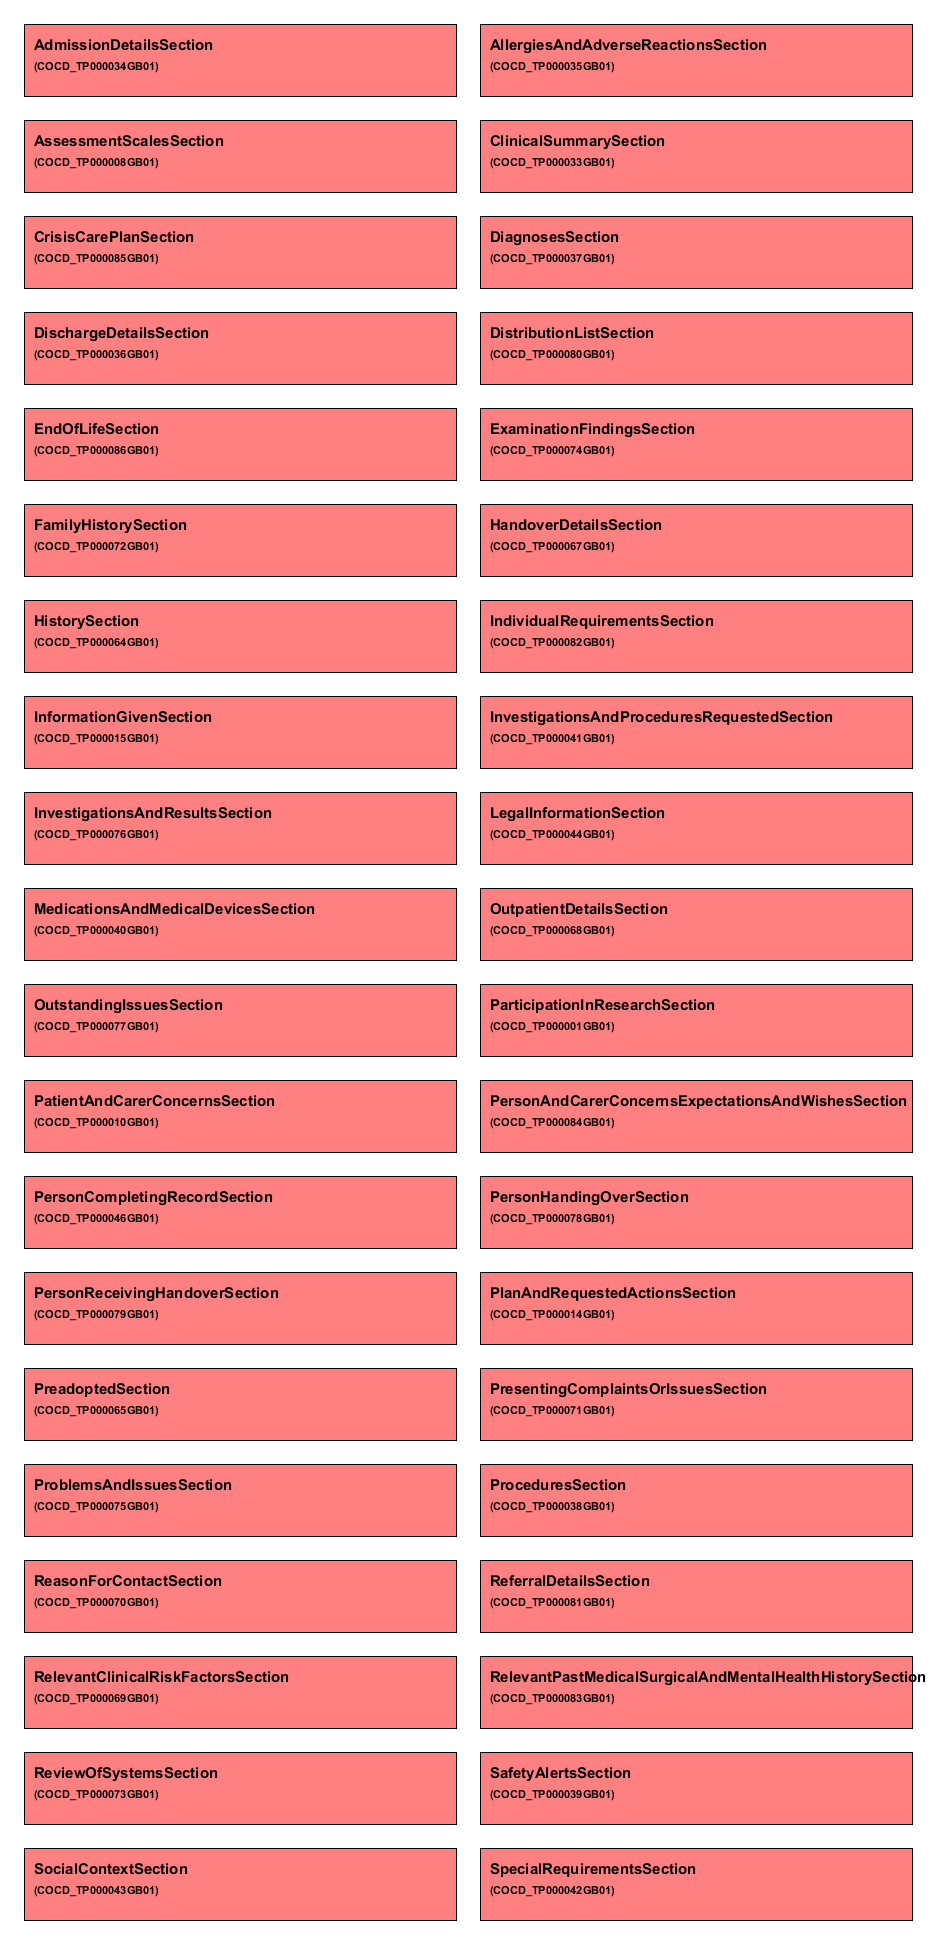 AdmissionDetailsSection
(COCD_TP000034GB01)
AllergiesAndAdverseReactionsSection
(COCD_TP000035GB01)
AssessmentScalesSection
(COCD_TP000008GB01)
ClinicalSummarySection
(COCD_TP000033GB01)
CrisisCarePlanSection
(COCD_TP000085GB01)
DiagnosesSection
(COCD_TP000037GB01)
DischargeDetailsSection
(COCD_TP000036GB01)
DistributionListSection
(COCD_TP000080GB01)
EndOfLifeSection
(COCD_TP000086GB01)
ExaminationFindingsSection
(COCD_TP000074GB01)
FamilyHistorySection
(COCD_TP000072GB01)
HandoverDetailsSection
(COCD_TP000067GB01)
HistorySection
(COCD_TP000064GB01)
IndividualRequirementsSection
(COCD_TP000082GB01)
InformationGivenSection
(COCD_TP000015GB01)
InvestigationsAndProceduresRequestedSection
(COCD_TP000041GB01)
InvestigationsAndResultsSection
(COCD_TP000076GB01)
LegalInformationSection
(COCD_TP000044GB01)
MedicationsAndMedicalDevicesSection
(COCD_TP000040GB01)
OutpatientDetailsSection
(COCD_TP000068GB01)
OutstandingIssuesSection
(COCD_TP000077GB01)
ParticipationInResearchSection
(COCD_TP000001GB01)
PatientAndCarerConcernsSection
(COCD_TP000010GB01)
PersonAndCarerConcernsExpectationsAndWishesSection
(COCD_TP000084GB01)
PersonCompletingRecordSection
(COCD_TP000046GB01)
PersonHandingOverSection
(COCD_TP000078GB01)
PersonReceivingHandoverSection
(COCD_TP000079GB01)
PlanAndRequestedActionsSection
(COCD_TP000014GB01)
PreadoptedSection
(COCD_TP000065GB01)
PresentingComplaintsOrIssuesSection
(COCD_TP000071GB01)
ProblemsAndIssuesSection
(COCD_TP000075GB01)
ProceduresSection
(COCD_TP000038GB01)
ReasonForContactSection
(COCD_TP000070GB01)
ReferralDetailsSection
(COCD_TP000081GB01)
RelevantClinicalRiskFactorsSection
(COCD_TP000069GB01)
RelevantPastMedicalSurgicalAndMentalHealthHistorySection
(COCD_TP000083GB01)
ReviewOfSystemsSection
(COCD_TP000073GB01)
SafetyAlertsSection
(COCD_TP000039GB01)
SocialContextSection
(COCD_TP000043GB01)
SpecialRequirementsSection
(COCD_TP000042GB01)